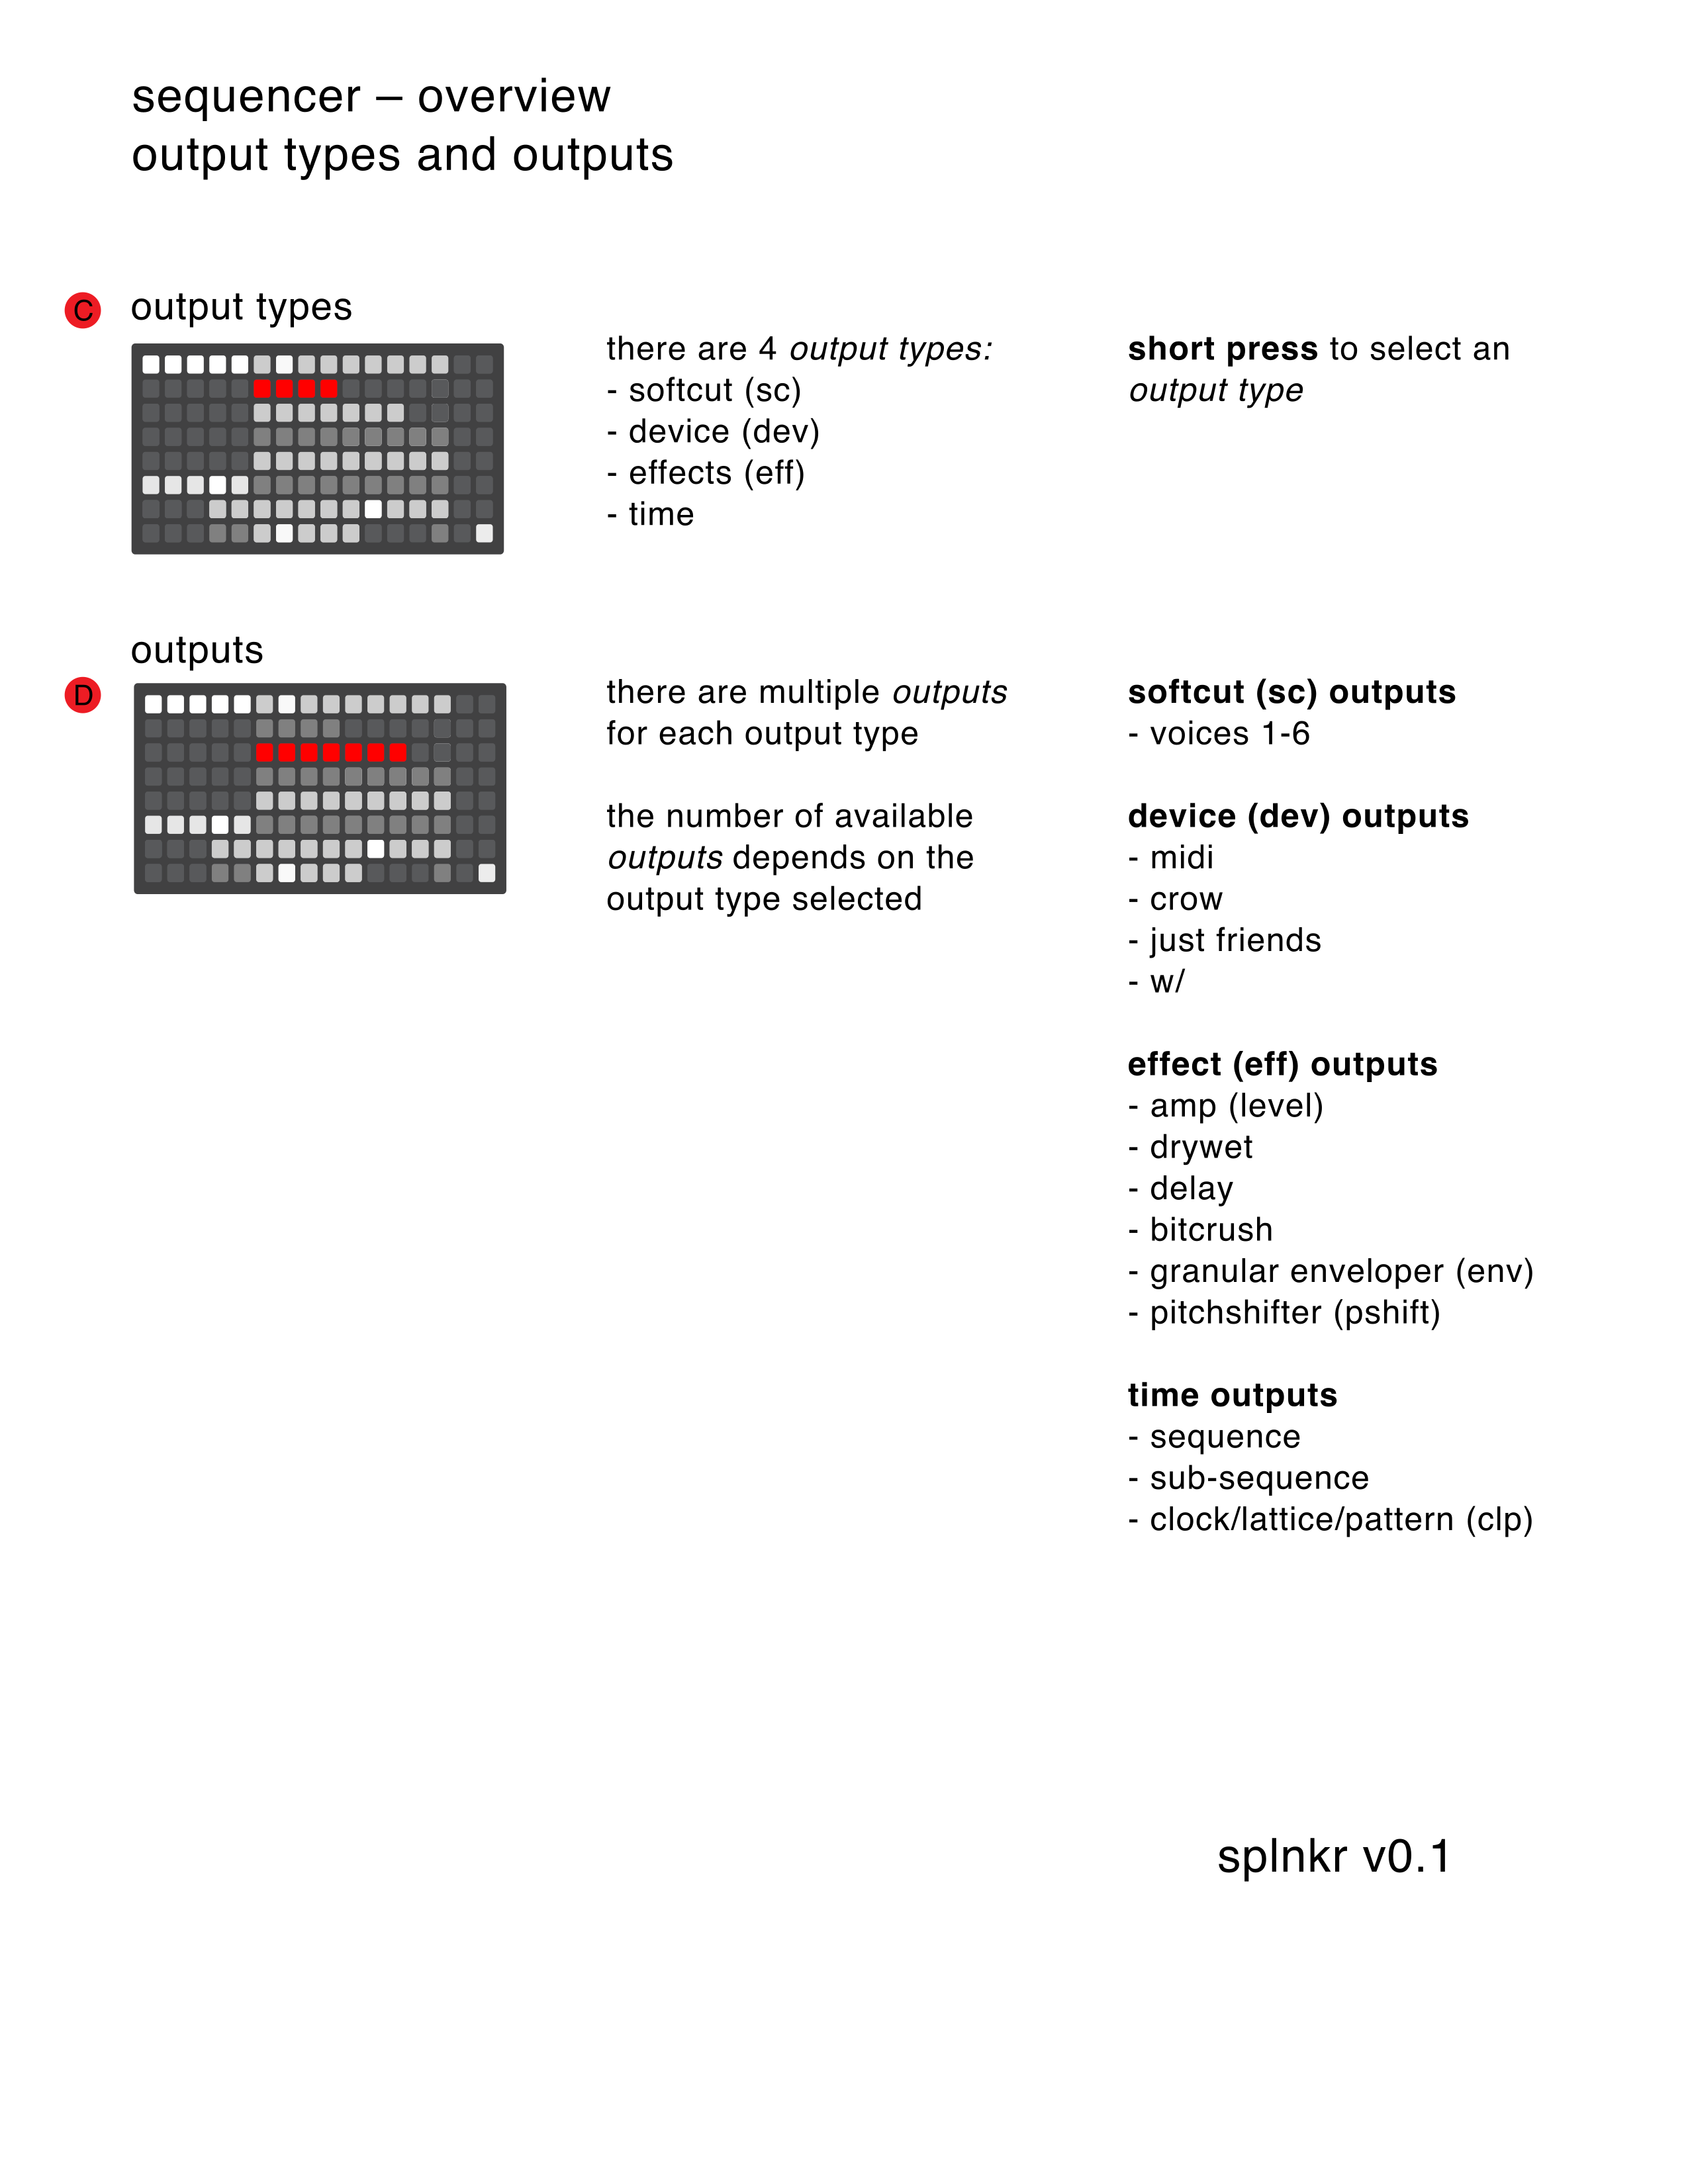 sequencer – overview
output types and outputs
C
output types
there are 4 output types:
- softcut (sc)
- device (dev)
- effects (eff)
- time
short press to select an
output type
outputs
D
there are multiple outputs
for each output type
the number of available
outputs depends on the
output type selected
softcut (sc) outputs
- voices 1-6
device (dev) outputs
- midi
- crow
- just friends
- w/
effect (eff) outputs
- amp (level)
- drywet
- delay
- bitcrush
- granular enveloper (env)
- pitchshifter (pshift)
time outputs
- sequence
- sub-sequence
- clock/lattice/pattern (clp)
splnkr v0.1